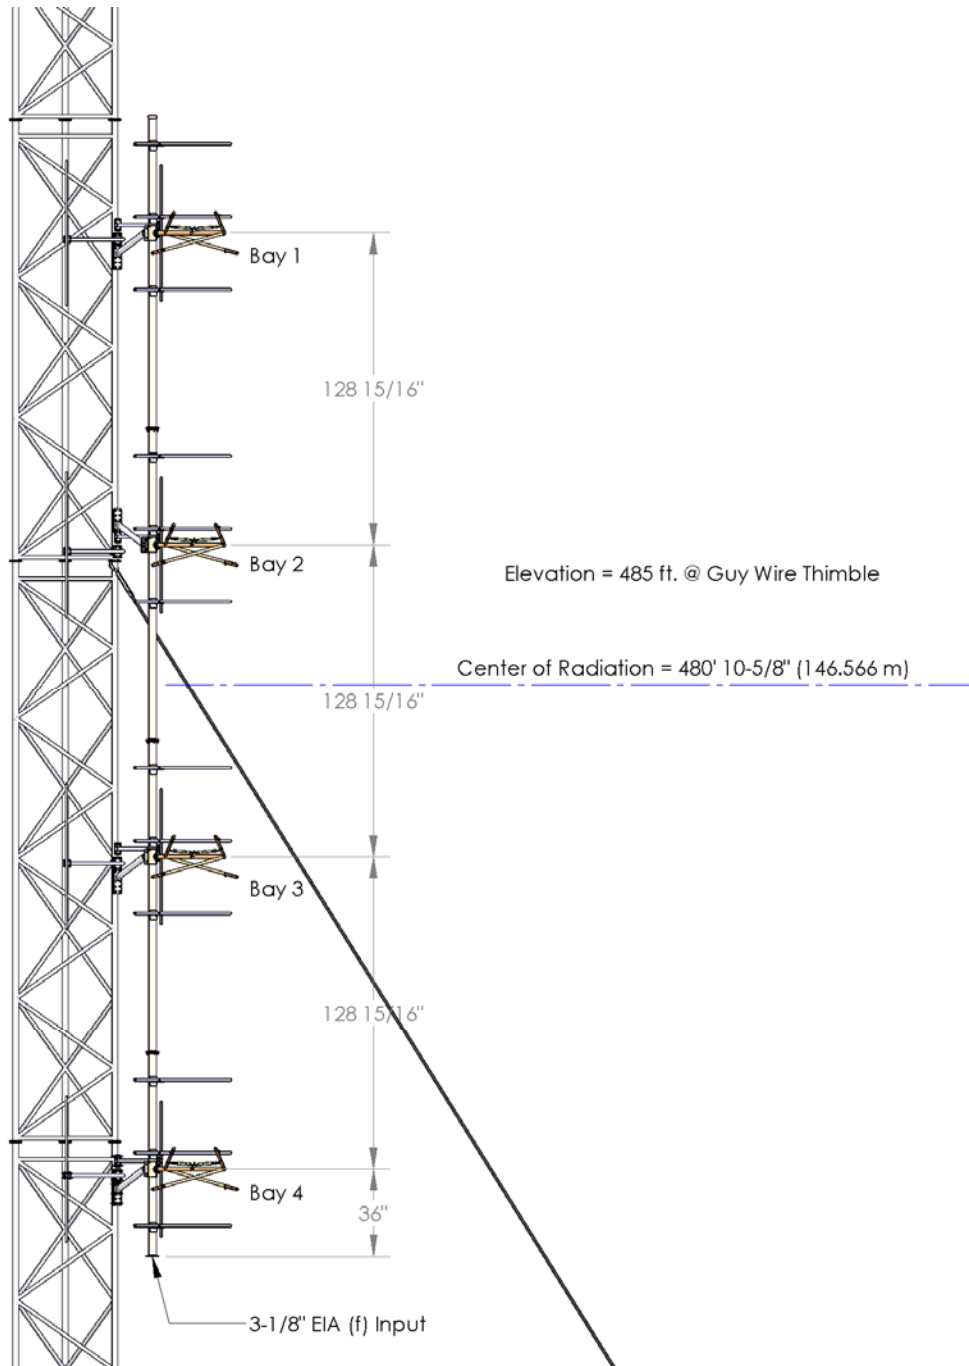 Bay 1
128 15/16"
Bay 2
Elevation = 485 ft. @ Guy Wire Thimble
Center of Radiation = 480' 10-5/8" (146.566 m)
128 15/16"
Bay 3
128 15/16"
Bay 4
36"
3-1/8" EIA (f) Input